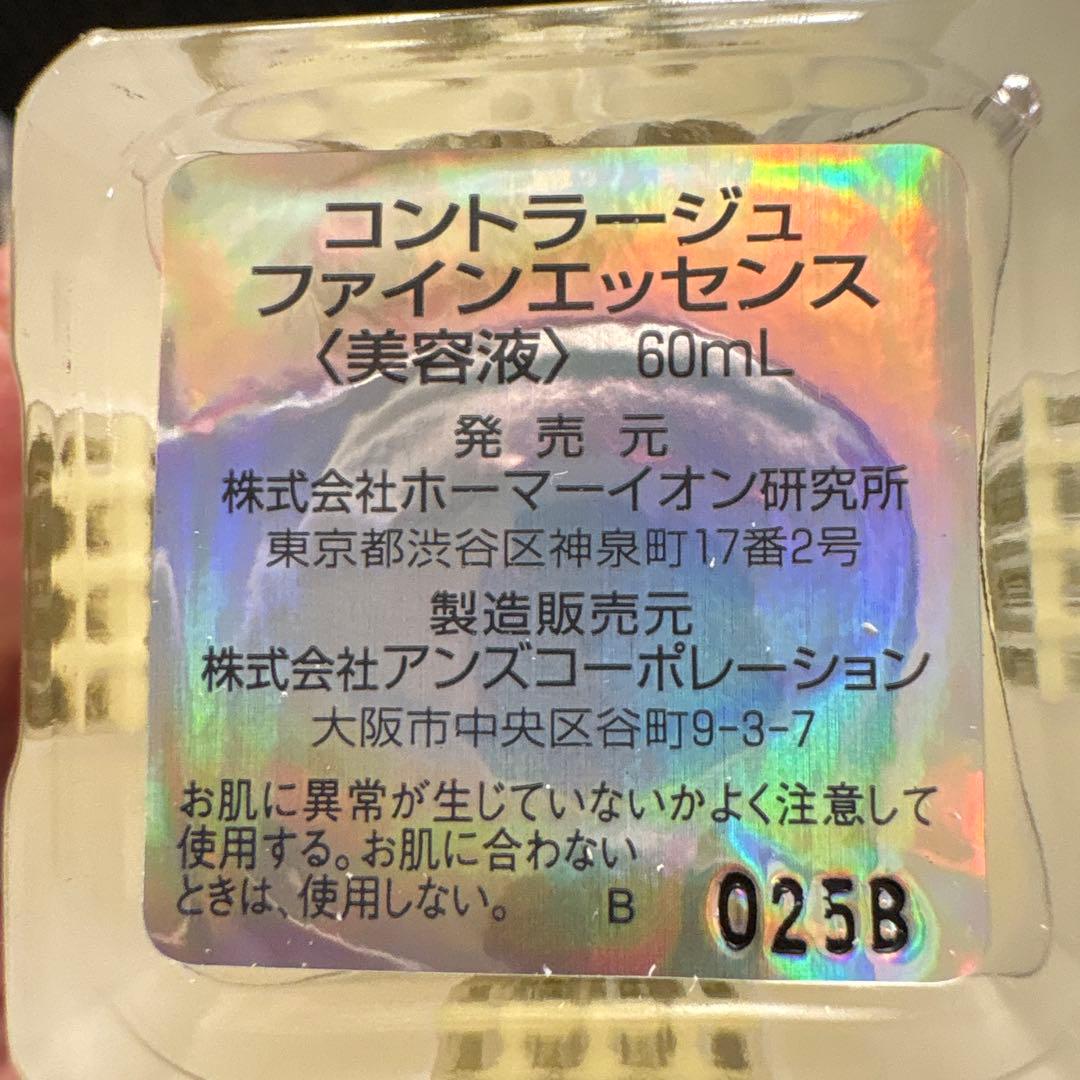 コントラージュ
ファインエッセンス
〈美容液〉 60mL
発売元
株式会社ホーマーイオン研究所
東京都渋谷区神泉町17番2号
製造販売元
株式会社アンズコーポレーション
大阪市中央区谷町9-3-7
お肌に異常が生じていないかよく注意して
使用する。お肌に合わない
ときは、使用しない。 B 025B